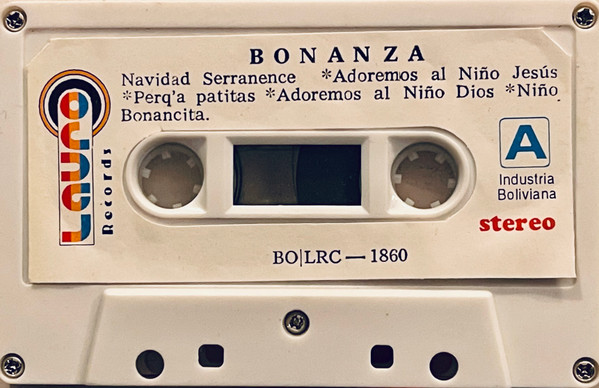 BONANZA
Navidad Serranence *Adoremos al Niño Jesús
*Perq'a patitas *Adoremos al Niño Dios *Niño
Bonancita.
Lauro
Records
A
Industria
Boliviana
stereo
BO|LRC — 1860